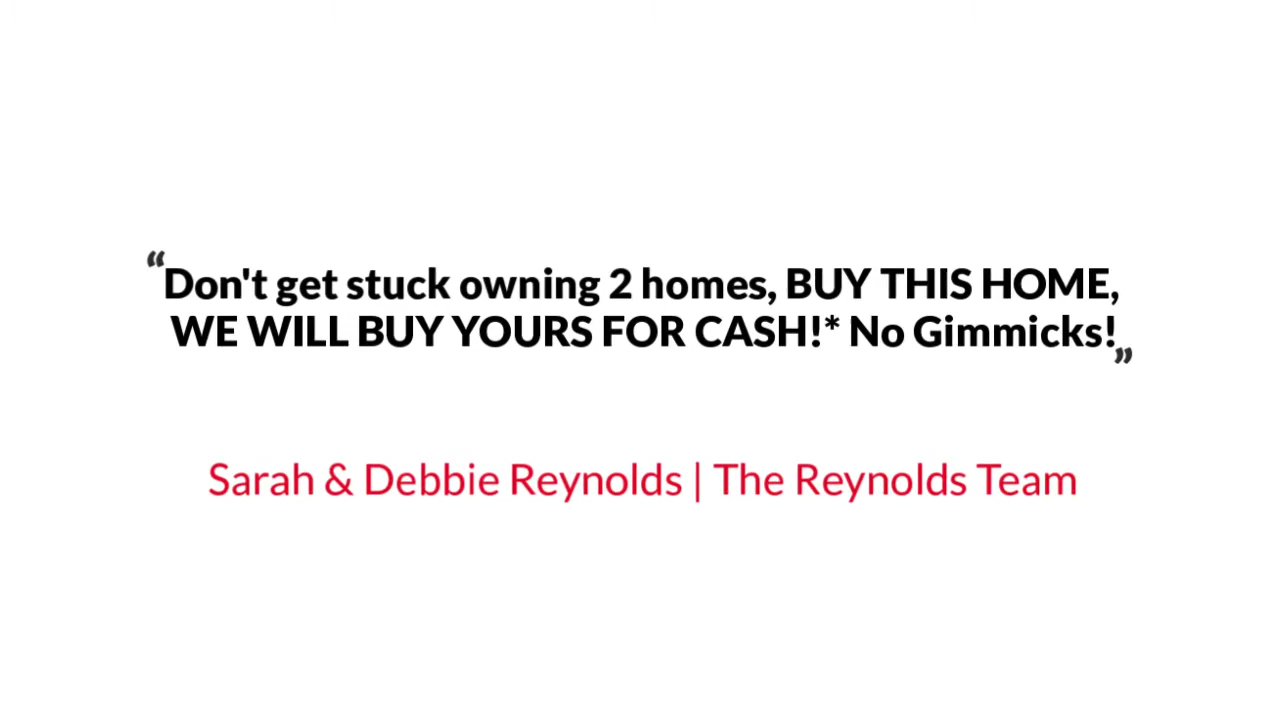 “Don't get stuck owning 2 homes, BUY THIS HOME,
WE WILL BUY YOURS FOR CASH!* No Gimmicks!”
Sarah & Debbie Reynolds | The Reynolds Team